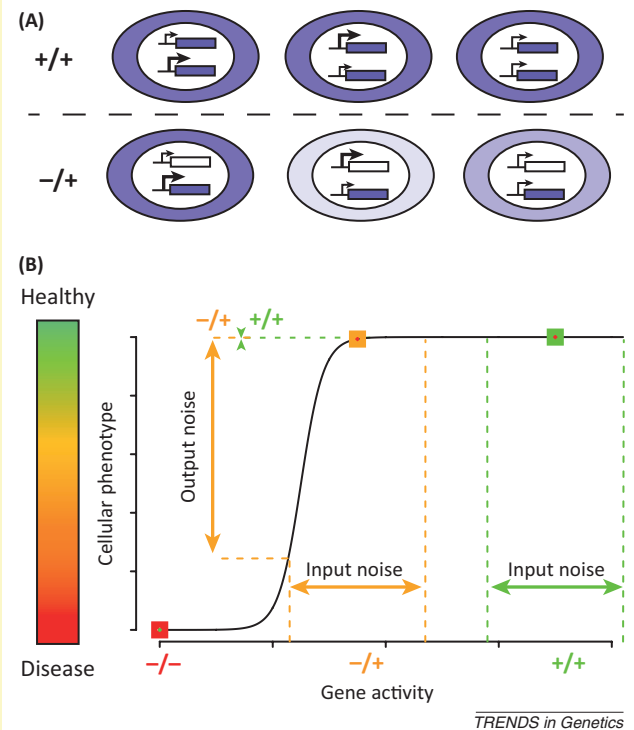 (A)
+/+
−/+
(B)
Healthy
Disease
−/+ +/+
Cellular phenotype
Output noise
Input noise
Input noise
−/−
−/+
+/+
Gene activity
TRENDS in Genetics